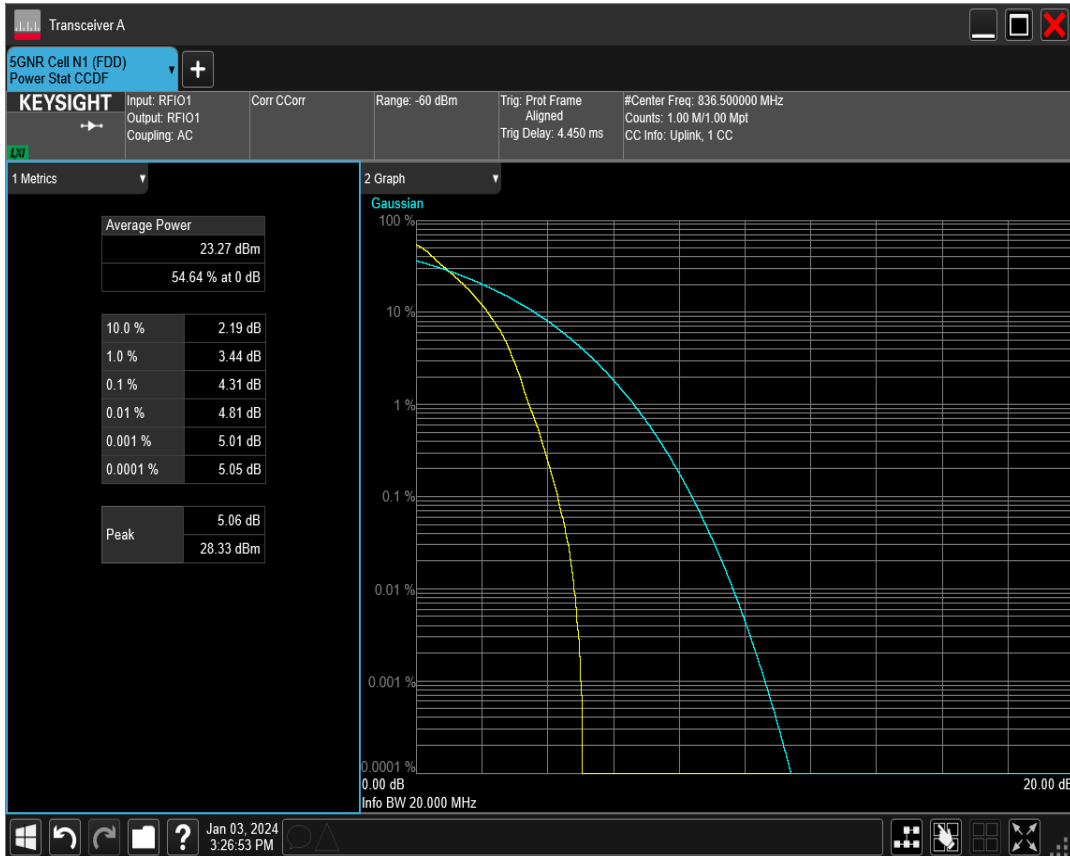 Transceiver A
5GNR Cell N1 (FDD)
Power Stat CCDF
+
KEYSIGHT
LXI
Input: RFIO1
Output: RFIO1
Coupling: AC
Corr CCorr
Range: -60 dBm
Trig: Prot Frame
Aligned
Trig Delay: 4.450 ms
#Center Freq: 836.500000 MHz
Counts: 1.00 M/1.00 Mpt
CC Info: Uplink, 1 CC
1 Metrics
Average Power
23.27 dBm
54.64 % at 0 dB
10.0 % 2.19 dB
1.0 % 3.44 dB
0.1 % 4.31 dB
0.01 % 4.81 dB
0.001 % 5.01 dB
0.0001 % 5.05 dB
Peak
5.06 dB
28.33 dBm
2 Graph
Gaussian
100 %
10 %
1 %
0.1 %
0.01 %
0.001 %
0.0001 %
0.00 dB
20.00 dB
Info BW 20.000 MHz
?
Jan 03, 2024
3:26:53 PM